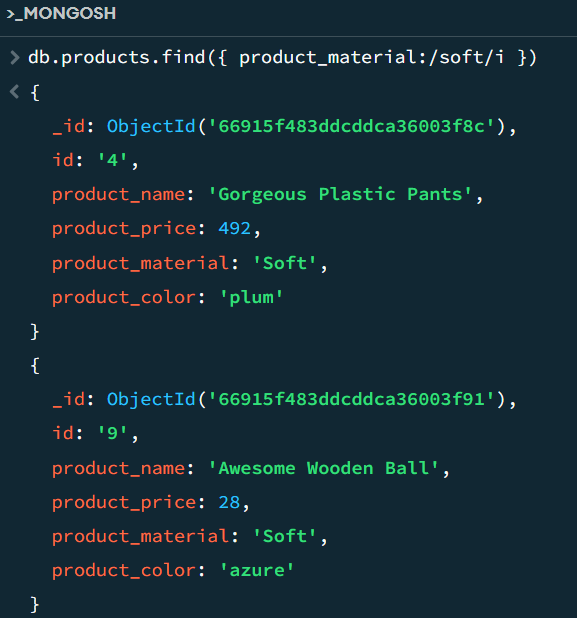 >_MONGOSH
> db.products.find({ product_material:/soft/i })
< {
_id: ObjectId('66915f483ddcddca36003f8c'),
id: '4',
product_name: 'Gorgeous Plastic Pants',
product_price: 492,
product_material: 'Soft',
product_color: 'plum'
}
{
_id: ObjectId('66915f483ddcddca36003f91'),
id: '9',
product_name: 'Awesome Wooden Ball',
product_price: 28,
product_material: 'Soft',
product_color: 'azure'
}